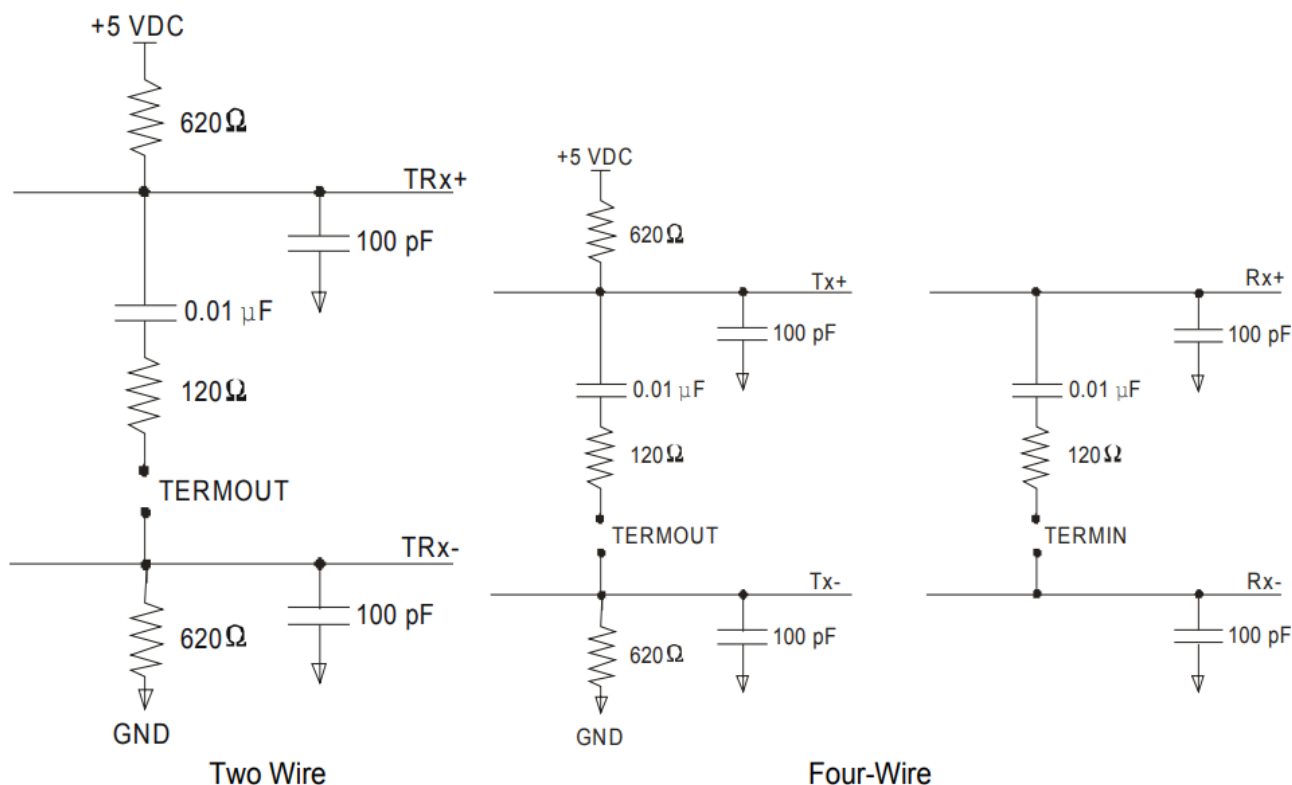 +5 VDC
620Ω
TRx+
100 pF
0.01 μF
120Ω
TERMOUT
TRx-
100 pF
620Ω
GND
Two Wire
+5 VDC
620Ω
Tx+
100 pF
0.01 μF
120Ω
TERMOUT
Tx-
100 pF
620Ω
GND
Rx+
100 pF
0.01 μF
120Ω
TERMIN
Rx-
100 pF
Four-Wire